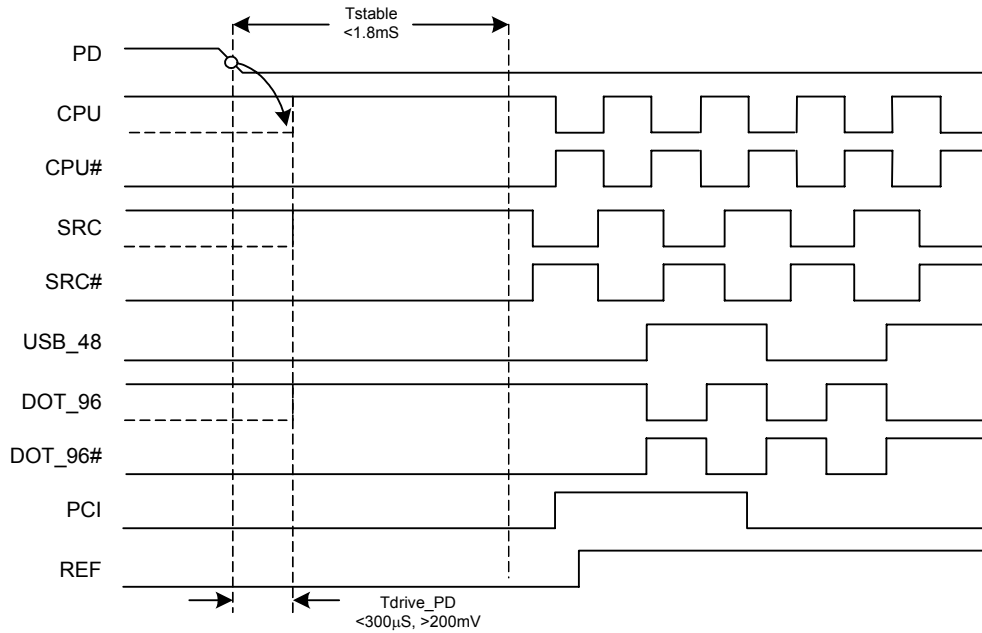 Tstable
<1.8mS
PD
CPU
CPU#
SRC
SRC#
USB_48
DOT_96
DOT_96#
PCI
REF
Tdrive_PD
<300μS, >200mV